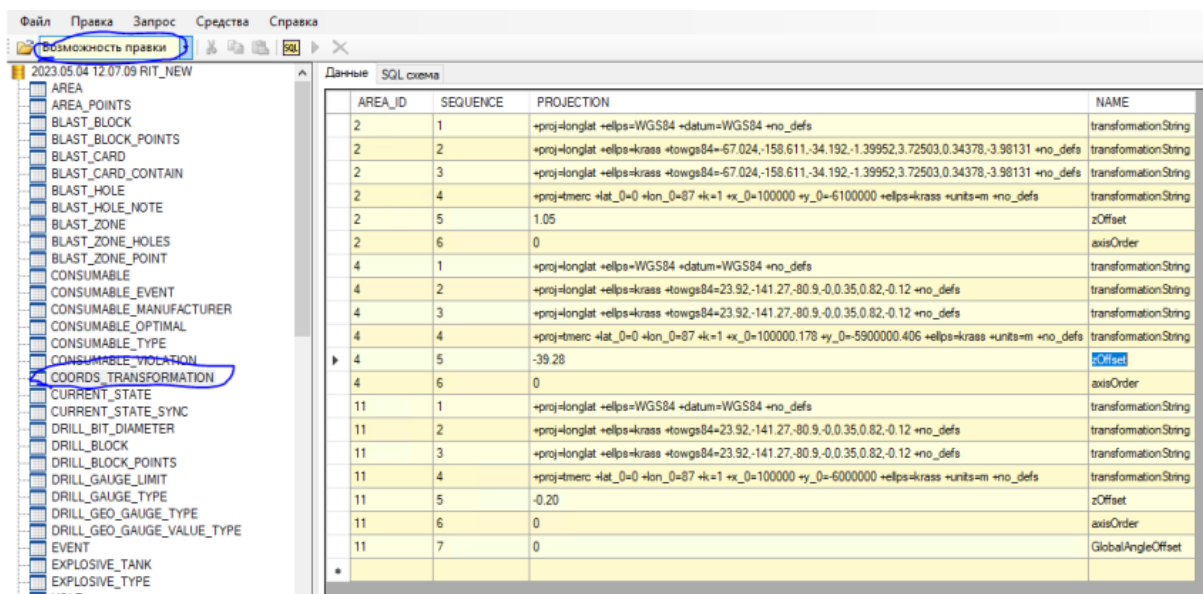 Файл Правка Запрос Средства Справка
Возможность правки SQL
2023.05.04 12.07.09 RIT_NEW
AREA
AREA_POINTS
BLAST_BLOCK
BLAST_BLOCK_POINTS
BLAST_CARD
BLAST_CARD_CONTAIN
BLAST_HOLE
BLAST_HOLE_NOTE
BLAST_ZONE
BLAST_ZONE_HOLES
BLAST_ZONE_POINT
CONSUMABLE
CONSUMABLE_EVENT
CONSUMABLE_MANUFACTURER
CONSUMABLE_OPTIMAL
CONSUMABLE_TYPE
CONSUMABLE_VIOLATION
COORDS_TRANSFORMATION
CURRENT_STATE
CURRENT_STATE_SYNC
DRILL_BIT_DIAMETER
DRILL_BLOCK
DRILL_BLOCK_POINTS
DRILL_GAUGE_LIMIT
DRILL_GAUGE_TYPE
DRILL_GEO_GAUGE_TYPE
DRILL_GEO_GAUGE_VALUE_TYPE
EVENT
EXPLOSIVE_TANK
EXPLOSIVE_TYPE
Данные SQL схема
AREA_ID SEQUENCE PROJECTION NAME
2 1 +proj=longlat +ellps=WGS84 +datum=WGS84 +no_defs transformationString
2 2 +proj=longlat +ellps=krass +towgs84=-67.024,-158.611,-34.192,-1.39952,3.72503,0.34378,-3.98131 +no_defs transformationString
2 3 +proj=longlat +ellps=krass +towgs84=-67.024,-158.611,-34.192,-1.39952,3.72503,0.34378,-3.98131 +no_defs transformationString
2 4 +proj=tmerc +lat_0=0 +lon_0=87 +k=1 +x_0=100000 +y_0=-6100000 +ellps=krass +units=m +no_defs transformationString
2 5 1.05 zOffset
2 6 0 axisOrder
4 1 +proj=longlat +ellps=WGS84 +datum=WGS84 +no_defs transformationString
4 2 +proj=longlat +ellps=krass +towgs84=23.92,-141.27,-80.9,-0,0.35,0.82,-0.12 +no_defs transformationString
4 3 +proj=longlat +ellps=krass +towgs84=23.92,-141.27,-80.9,-0,0.35,0.82,-0.12 +no_defs transformationString
4 4 +proj=tmerc +lat_0=0 +lon_0=87 +k=1 +x_0=100000.178 +y_0=-5900000.406 +ellps=krass +units=m +no_defs transformationString
4 5 -39.28 zOffset
4 6 0 axisOrder
11 1 +proj=longlat +ellps=WGS84 +datum=WGS84 +no_defs transformationString
11 2 +proj=longlat +ellps=krass +towgs84=23.92,-141.27,-80.9,-0,0.35,0.82,-0.12 +no_defs transformationString
11 3 +proj=longlat +ellps=krass +towgs84=23.92,-141.27,-80.9,-0,0.35,0.82,-0.12 +no_defs transformationString
11 4 +proj=tmerc +lat_0=0 +lon_0=87 +k=1 +x_0=100000 +y_0=-6000000 +ellps=krass +units=m +no_defs transformationString
11 5 -0.20 zOffset
11 6 0 axisOrder
11 7 0 GlobalAngleOffset